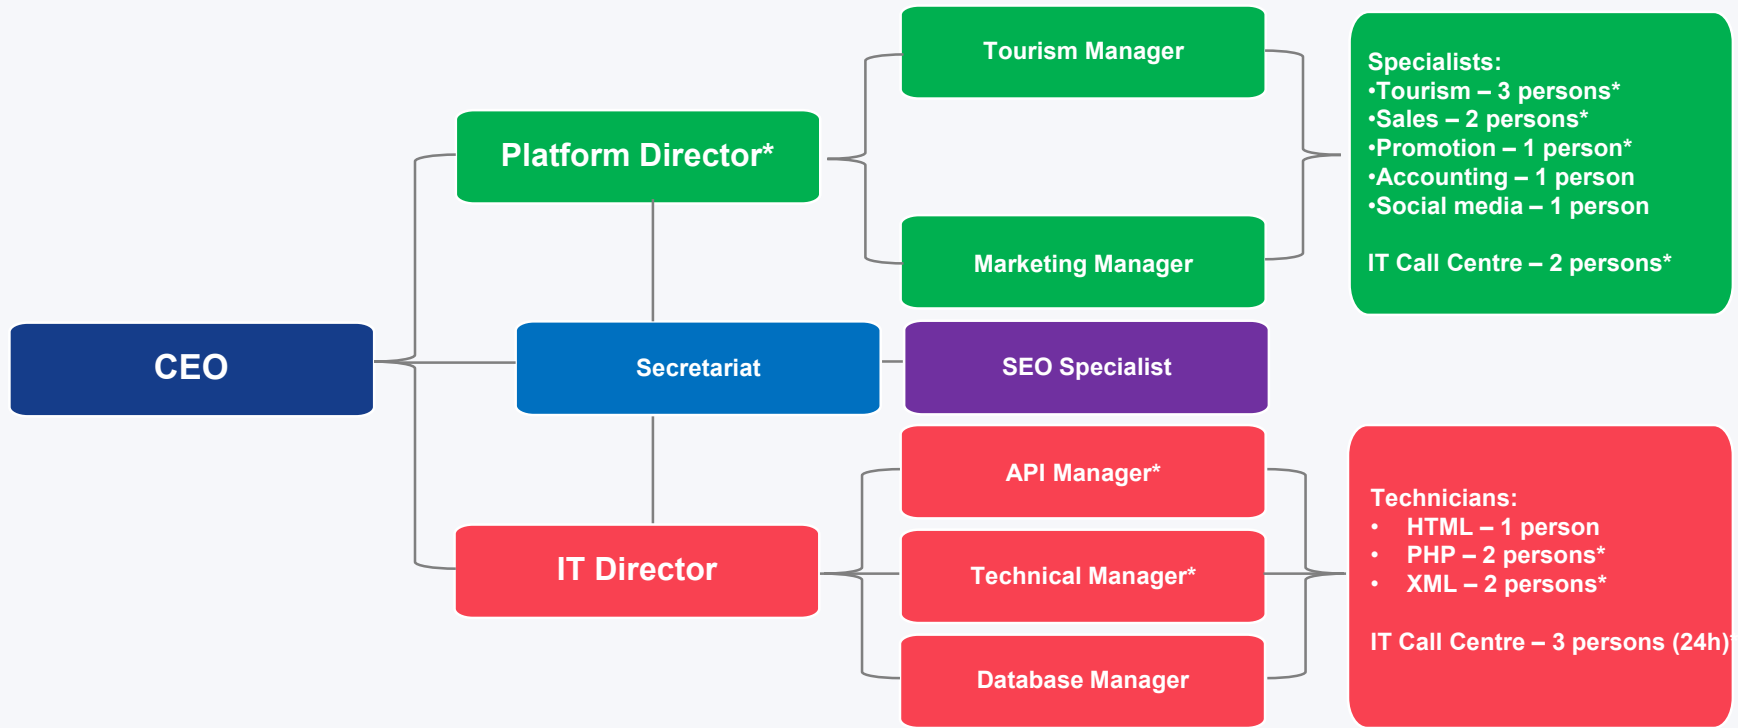 CEO
Platform Director*
Secretariat
IT Director
Tourism Manager
Marketing Manager
SEO Specialist
API Manager*
Technical Manager*
Database Manager
Specialists:
•Tourism – 3 persons*
•Sales – 2 persons*
•Promotion – 1 person*
•Accounting – 1 person
•Social media – 1 person
IT Call Centre – 2 persons*
Technicians:
• HTML – 1 person
• PHP – 2 persons*
• XML – 2 persons*
IT Call Centre – 3 persons (24h)*